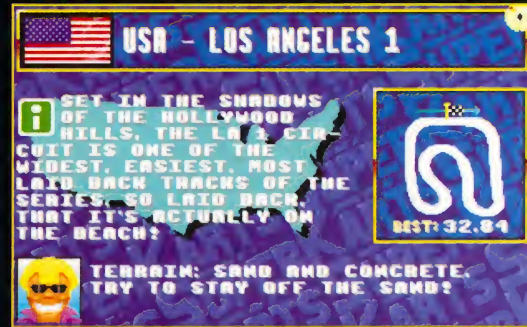 USA - LOS ANGELES 1
SET IN THE SHADOWS
OF THE HOLLYWOOD
HILLS, THE LA 1 CIR-
CUIT IS ONE OF THE
WIDEST, EASIEST, MOST
LAID BACK TRACKS OF THE
SERIES. SO LAID BACK,
THAT IT'S ACTUALLY ON
THE BEACH!
BEST: 32.84
TERRAIN: SAND AND CONCRETE.
TRY TO STAY OFF THE SAND!